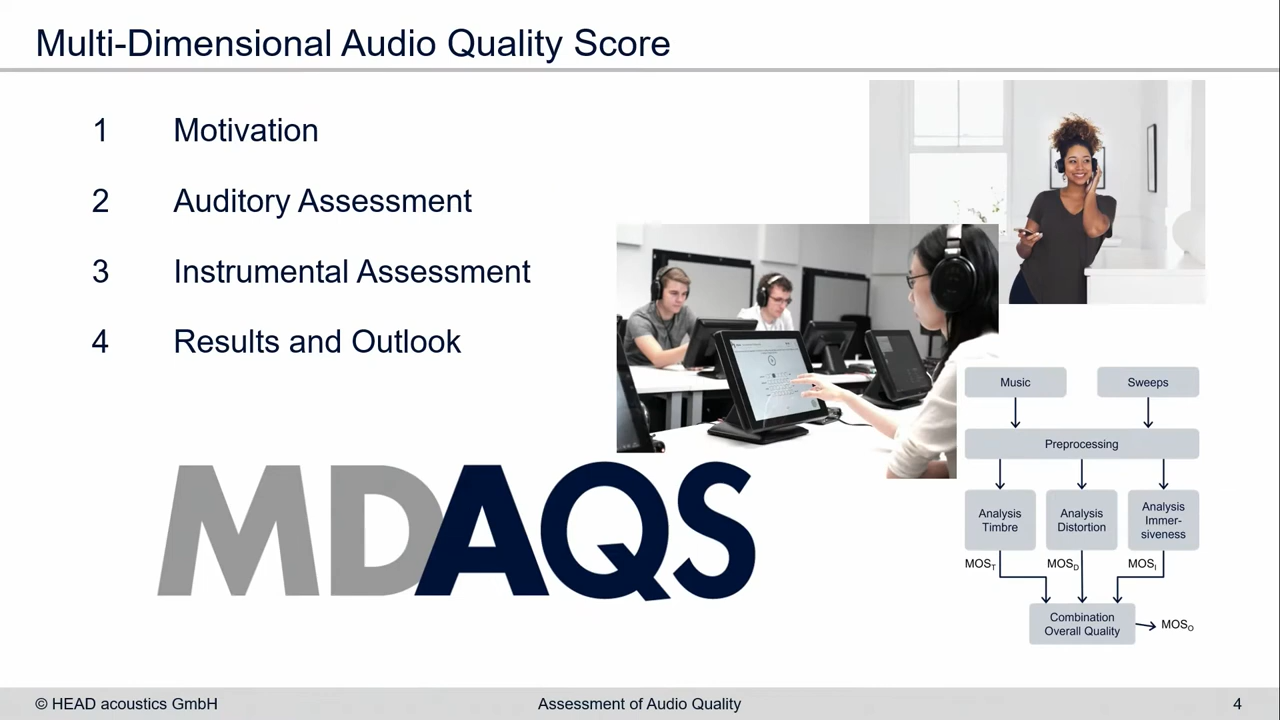 Multi-Dimensional Audio Quality Score
1 Motivation
2 Auditory Assessment
3 Instrumental Assessment
4 Results and Outlook
MDAQS
Music
Sweeps
Preprocessing
Analysis
Timbre
Analysis
Distortion
Analysis
Immer-
siveness
MOST
MOSD
MOSI
Combination
Overall Quality
MOSO
© HEAD acoustics GmbH
Assessment of Audio Quality
4